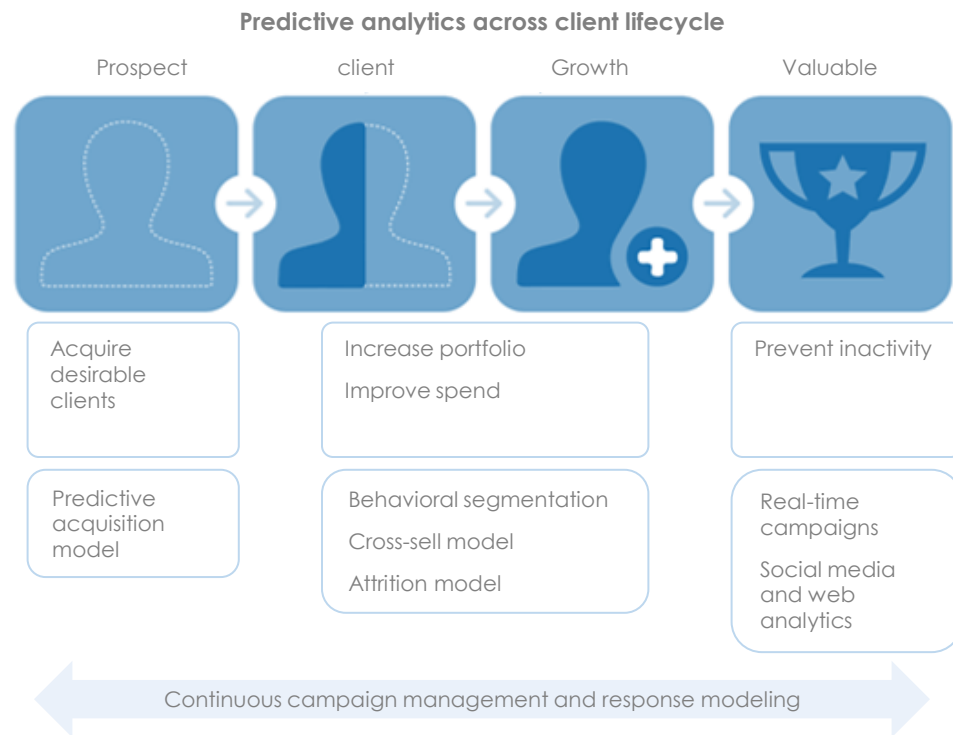 Predictive analytics across client lifecycle
Prospect
client
Growth
Valuable
Acquire
desirable
clients
Increase portfolio
Improve spend
Prevent inactivity
Predictive
acquisition
model
Behavioral segmentation
Cross-sell model
Attrition model
Real-time
campaigns
Social media
and web
analytics
Continuous campaign management and response modeling